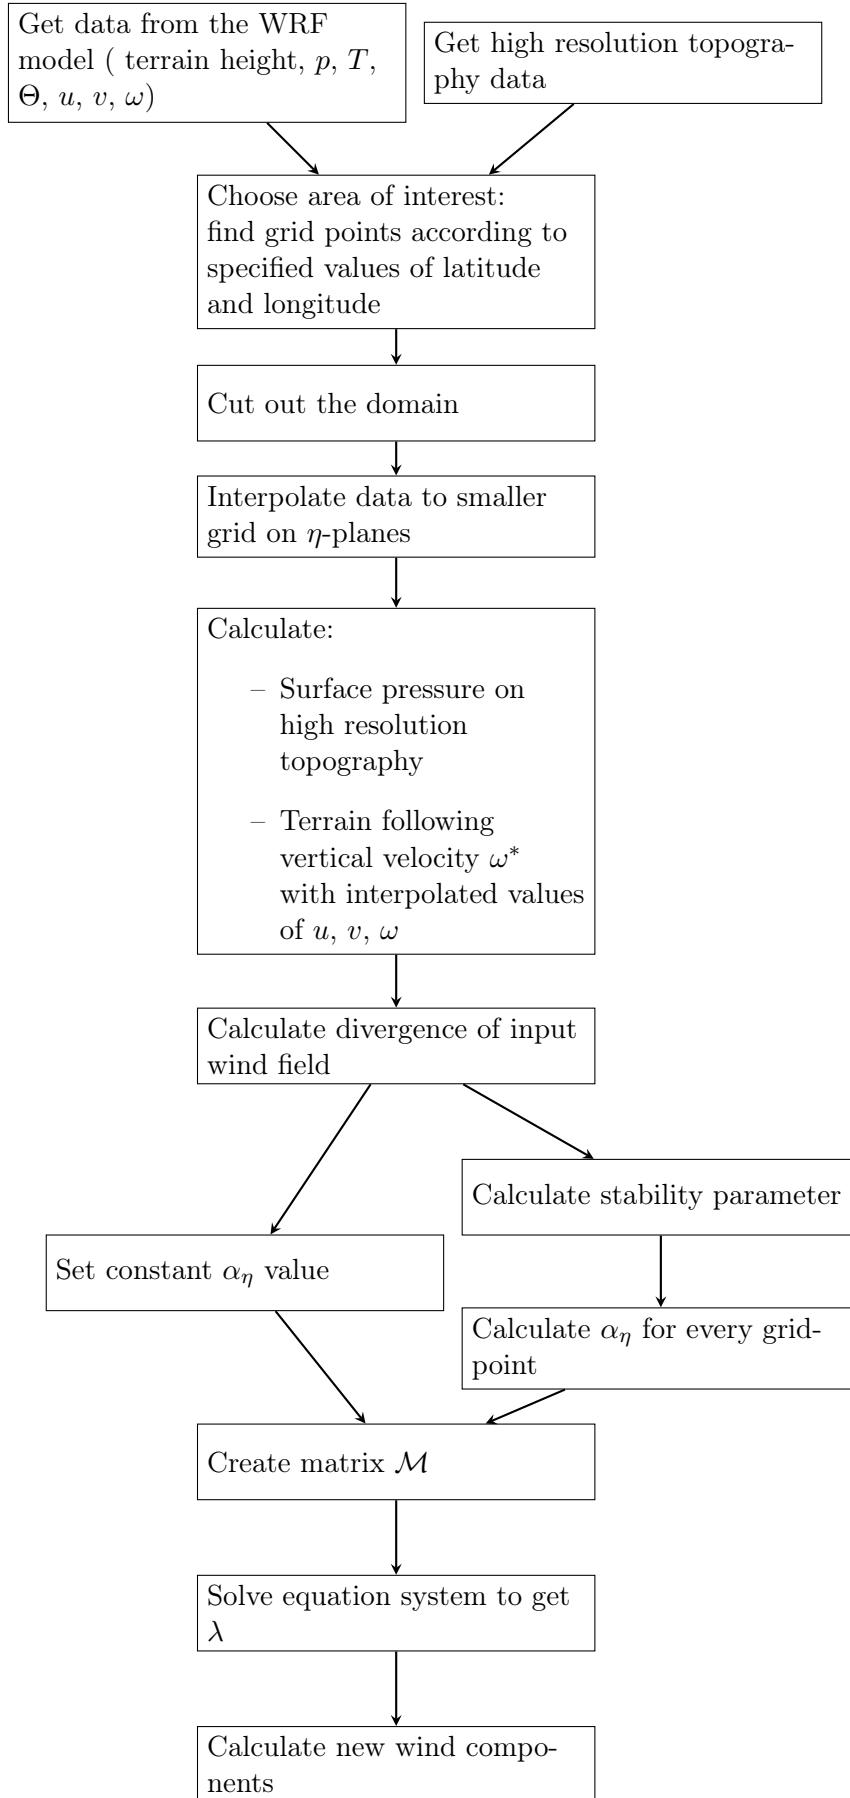 Get data from the WRF
model ( terrain height, p, T,
Θ, u, v, ω)
Get high resolution topogra-
phy data
Choose area of interest:
find grid points according to
specified values of latitude
and longitude
Cut out the domain
Interpolate data to smaller
grid on η-planes
Calculate:
– Surface pressure on
high resolution
topography
– Terrain following
vertical velocity ω*
with interpolated values
of u, v, ω
Calculate divergence of input
wind field
Calculate stability parameter
Set constant α_η value
Calculate α_η for every grid-
point
Create matrix ℳ
Solve equation system to get
λ
Calculate new wind compo-
nents